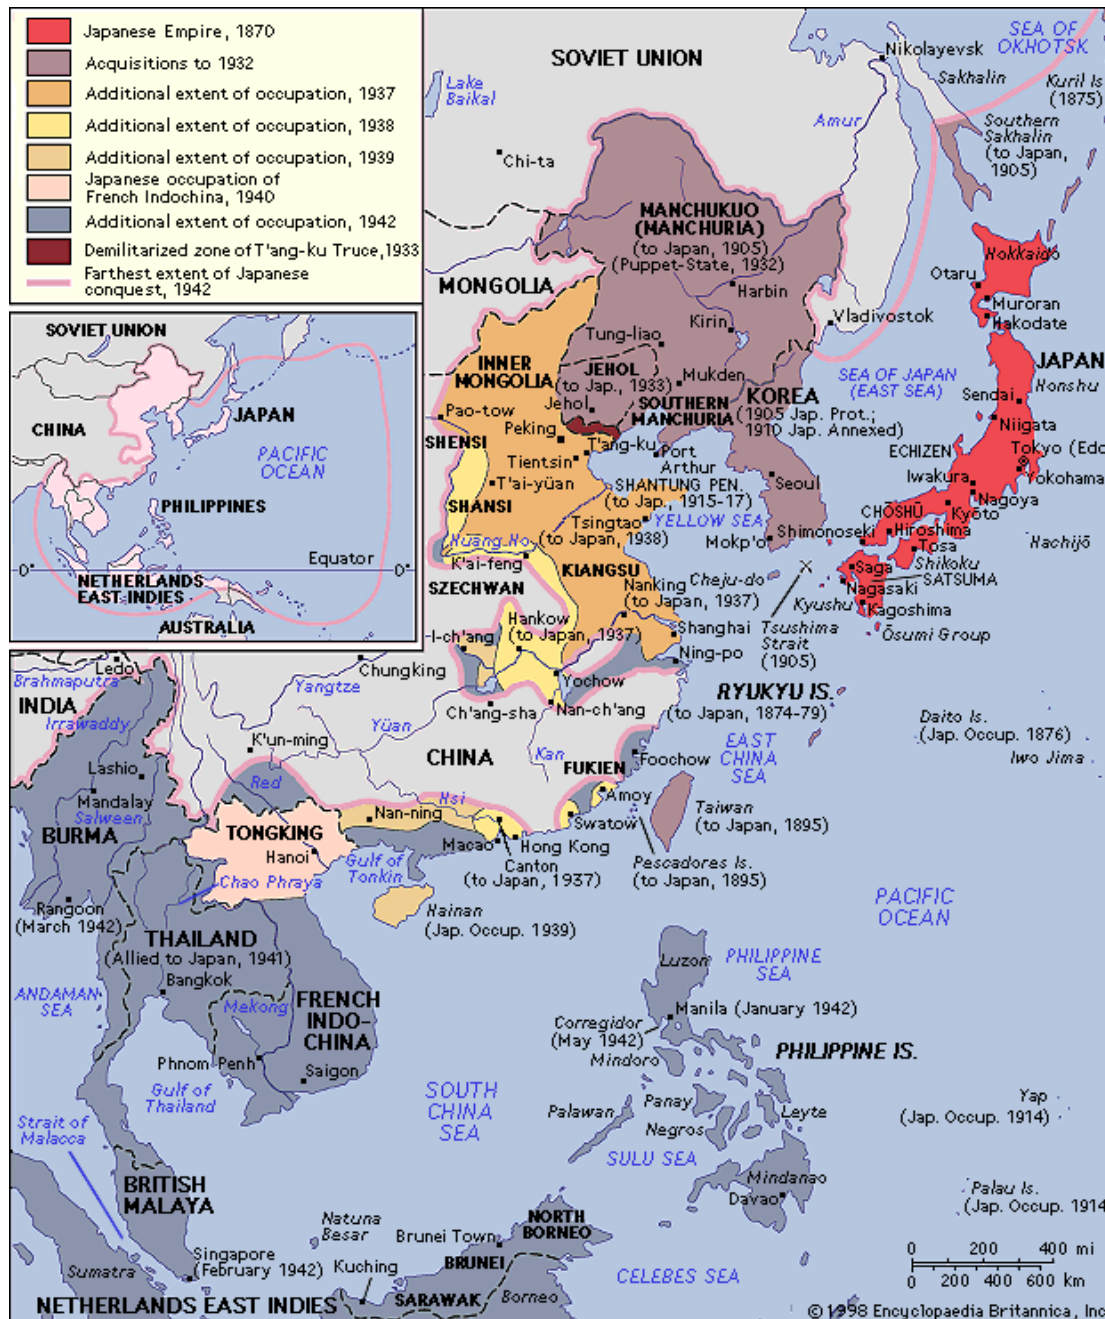 Japanese Empire, 1870
Acquisitions to 1932
Additional extent of occupation, 1937
Additional extent of occupation, 1938
Additional extent of occupation, 1939
Japanese occupation of
French Indochina, 1940
Additional extent of occupation, 1942
Demilitarized zone of T'ang-ku Truce, 1933
Farthest extent of Japanese
conquest, 1942
SOVIET UNION
JAPAN
CHINA
PACIFIC
OCEAN
PHILIPPINES
Equator
0°
0°
NETHERLANDS
EAST INDIES
AUSTRALIA
SOVIET UNION
SEA OF
OKHOTSK
Nikolayevsk
Sakhalin
Kuril Is.
(1875)
Lake
Baikal
Amur
Southern
Sakhalin
(to Japan,
1905)
Chi-ta
MANCHUKUO
(MANCHURIA)
(to Japan, 1905)
(Puppet-State, 1932)
MONGOLIA
Harbin
Hokkaidō
Otaru
Muroran
Hakodate
Vladivostok
Kirin
Tung-liao
INNER
MONGOLIA
JEHOL
(to Jap., 1933)
Jehol
Mukden
SOUTHERN
MANCHURIA
KOREA
(1905 Jap. Prot.;
1910 Jap. Annexed)
SEA OF JAPAN
(EAST SEA)
JAPAN
Honshu
Sendai
Niigata
Pao-tow
Peking
T'ang-ku
SHENSI
Tientsin
Port
Arthur
ECHIZEN
Tokyo (Edo
Iwakura
Yokohama
T'ai-yüan
SHANTUNG PEN.
(to Jap., 1915-17)
Seoul
Nagoya
SHANSI
CHŌSHŪ
Kyōto
Tsingtao
(to Japan,
1938)
YELLOW SEA
Shimonoseki
Hiroshima
Huang Ho
Mokp'o
Tosa
Hachijō
K'ai-feng
Shikoku
KIANGSU
Saga
SATSUMA
SZECHWAN
Nanking
(to Japan, 1937)
Cheju-do
Nagasaki
Kyushu
Kagoshima
Hankow
(to Japan, 1937)
Shanghai
Tsushima
Strait
(1905)
Ōsumi Group
I-ch'ang
Ning-po
Ledo
Chungking
Brahmaputra
Yangtze
Yochow
INDIA
RYUKYU IS.
(to Japan, 1874-79)
Irrawaddy
Ch'ang-sha
Nan-ch'ang
Yüan
Daito Is.
(Jap. Occup. 1876)
K'un-ming
CHINA
Kan
EAST
CHINA
SEA
Iwo Jima
FUKIEN
Foochow
Lashio
Red
Mandalay
Hsi
Amoy
Taiwan
(to Japan, 1895)
Salween
Nan-ning
BURMA
TONGKING
Swatow
Hanoi
Macao
Hong Kong
Gulf of
Tonkin
Canton
(to Japan, 1937)
Pescadores Is.
(to Japan, 1895)
Chao Phraya
PACIFIC
OCEAN
Rangoon
(March 1942)
Hainan
(Jap. Occup. 1939)
THAILAND
(Allied to Japan, 1941)
Bangkok
Luzon
PHILIPPINE
SEA
ANDAMAN
SEA
Mekong
FRENCH
INDO-
CHINA
Manila (January 1942)
Corregidor
(May 1942)
Mindoro
PHILIPPINE IS.
Phnom Penh
Saigon
Gulf of
Thailand
SOUTH
CHINA
SEA
Yap
(Jap. Occup. 1914)
Panay
Palawan
Leyte
Negros
Strait of
Malacca
SULU SEA
BRITISH
MALAYA
Mindanao
Davao
Palau Is.
(Jap. Occup. 1914
Natuna
Besar
NORTH
BORNEO
Brunei Town
Singapore
(February 1942)
BRUNEI
Kuching
CELEBES SEA
Sumatra
0 200 400 mi
0 200 400 600 km
NETHERLANDS EAST INDIES
SARAWAK
Borneo
©1998 Encyclopaedia Britannica, Inc